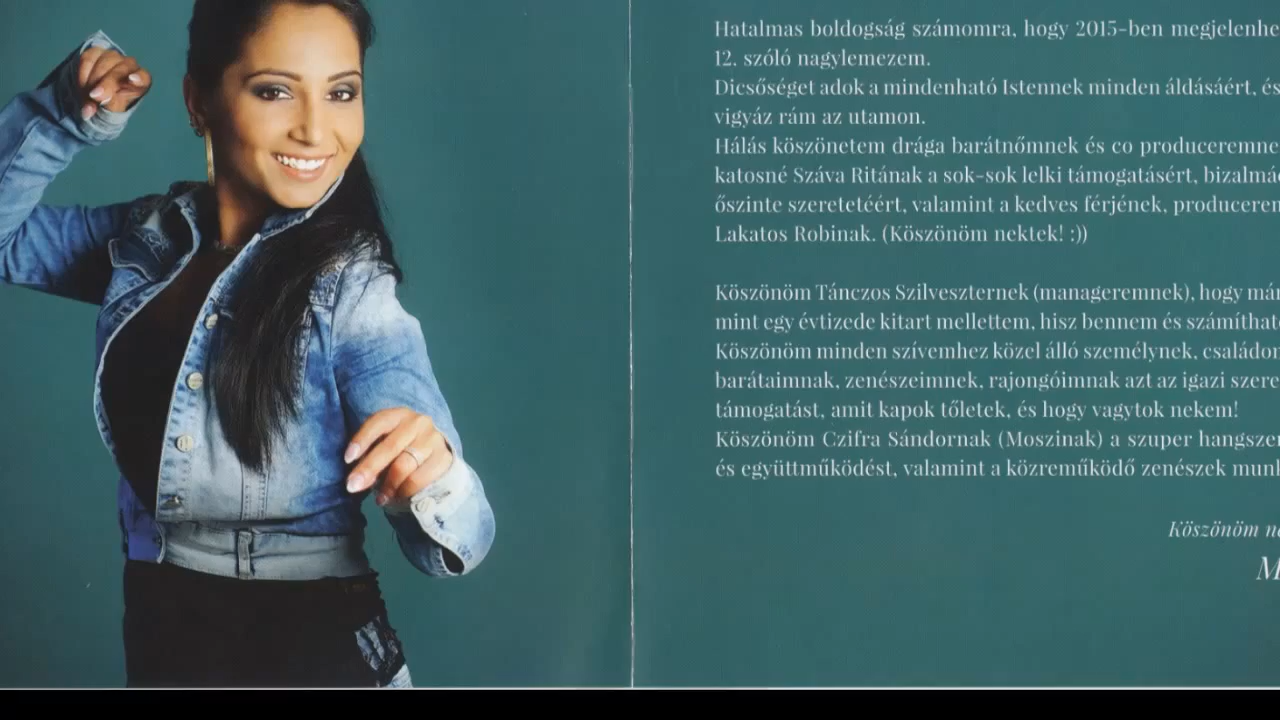 Hatalmas boldogság számomra, hogy 2015-ben megjelenhe
12. szóló nagylemezem.
Dicsőséget adok a mindenható Istennek minden áldásáért, és
vigyáz rám az utamon.
Hálás köszönetem drága barátnőmnek és co produceremne
katosné Száva Ritának a sok-sok lelki támogatásért, bizalmá
őszinte szeretetéért, valamint a kedves férjének, produceren
Lakatos Robinak. (Köszönöm nektek! :))
Köszönöm Tánczos Szilveszternek (manageremnek), hogy már
mint egy évtizede kitart mellettem, hisz bennem és számíthat
Köszönöm minden szívemhez közel álló személynek, családor
barátaimnak, zenészeimnek, rajongóimnak azt az igazi szere
támogatást, amit kapok tőletek, és hogy vagytok nekem!
Köszönöm Czifra Sándornak (Moszinak) a szuper hangszer
és együttműködést, valamint a közreműködő zenészek munk
Köszönöm ne
M